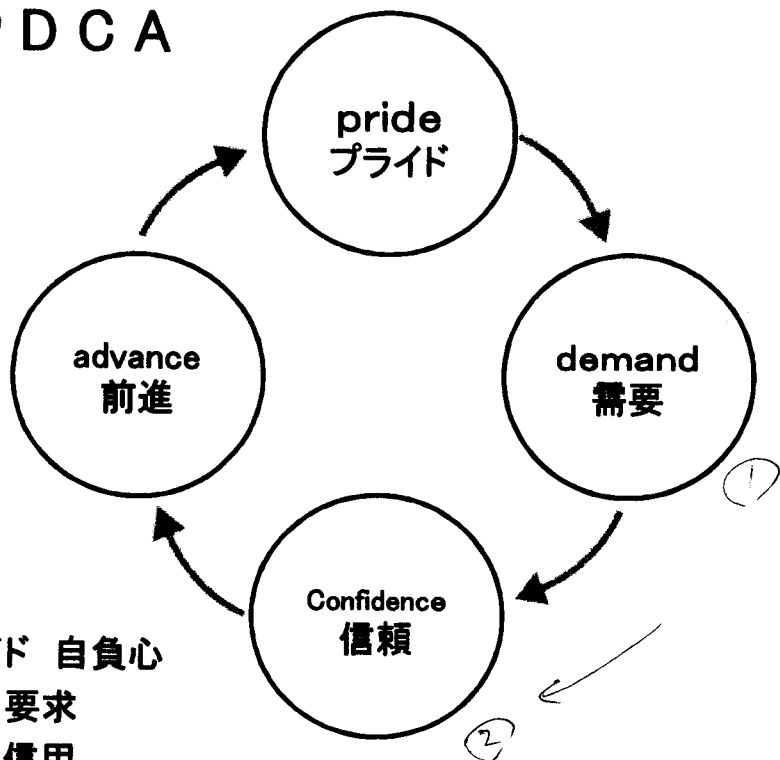 PDCA
pride
プライド
advance
前進
demand
需要
①
Confidence
信頼
②
ド 自負心
要求
信用